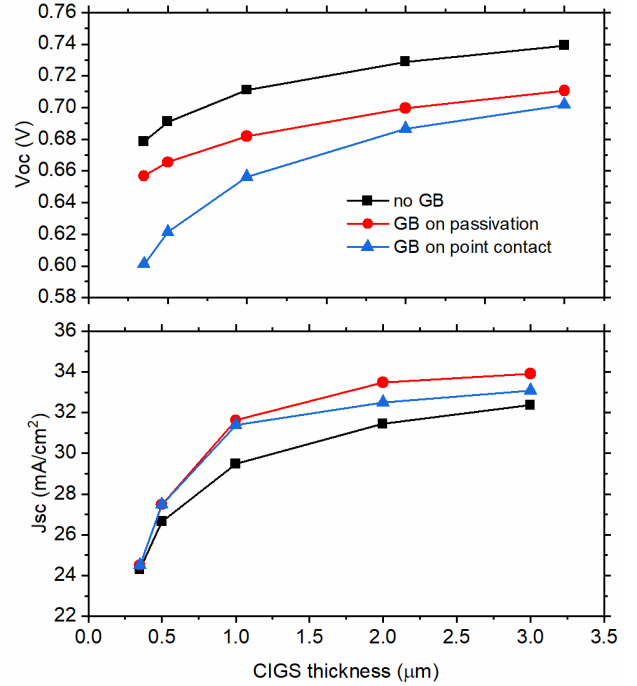 0.76
0.74
0.72
0.70
0.68
0.66
0.64
0.62
0.60
0.58
Voc (V)
no GB
GB on passivation
GB on point contact
36
34
32
30
28
26
24
22
Jsc (mA/cm²)
0.0 0.5 1.0 1.5 2.0 2.5 3.0 3.5
CIGS thickness (μm)